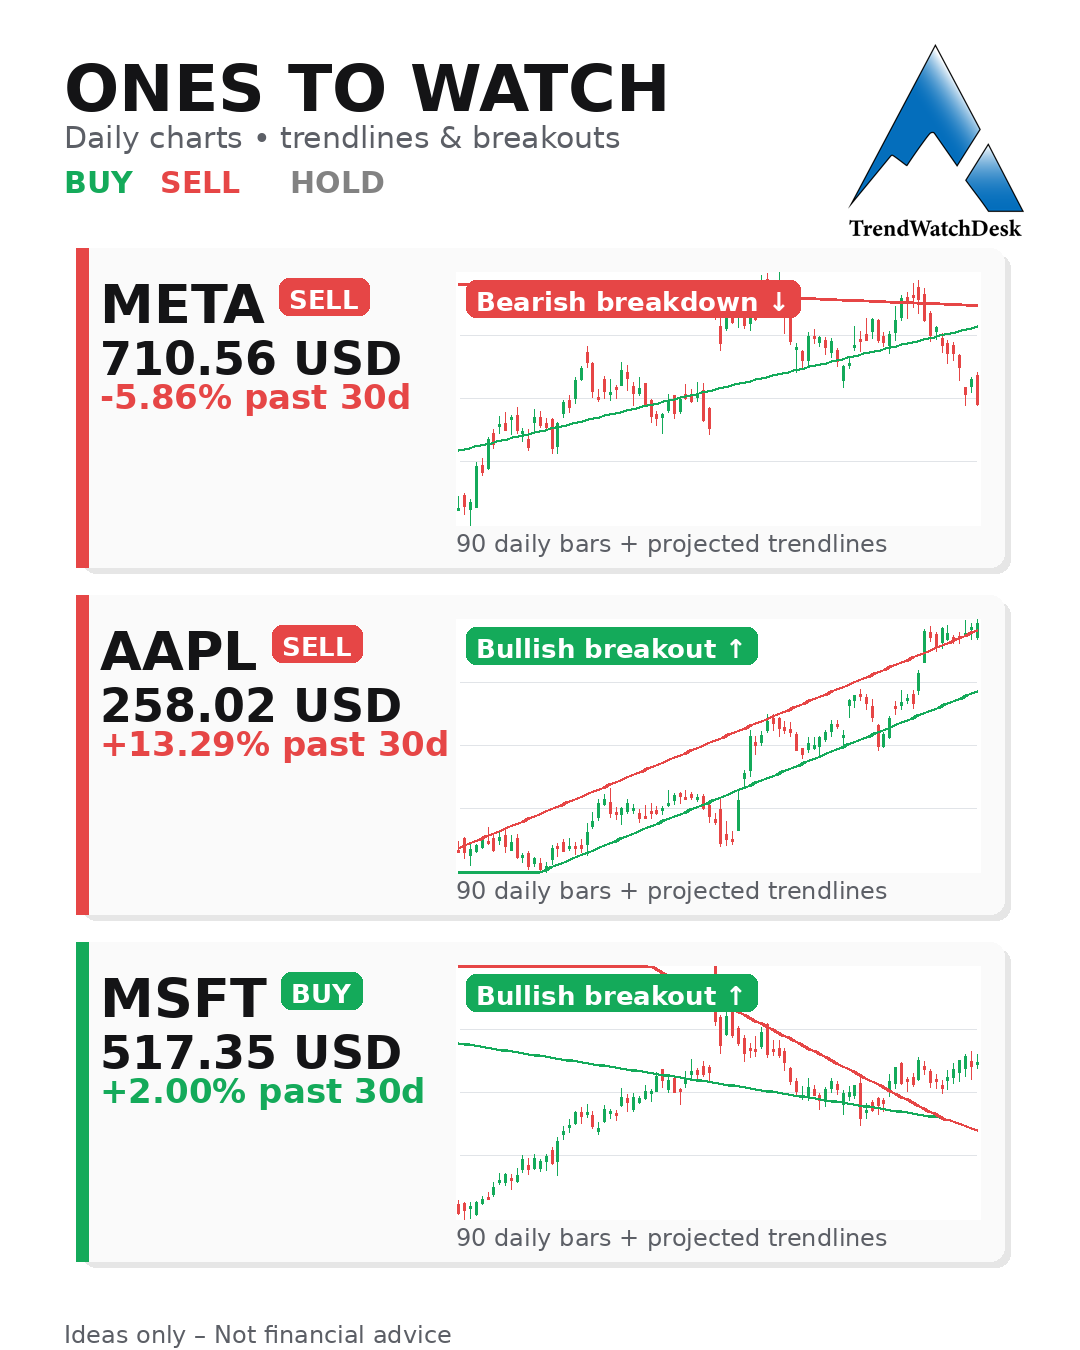 ONES TO WATCH
Daily charts • trendlines & breakouts
BUY SELL HOLD
TrendWatchDesk
META SELL
710.56 USD
-5.86% past 30d
Bearish breakdown ↓
90 daily bars + projected trendlines
AAPL SELL
258.02 USD
+13.29% past 30d
Bullish breakout ↑
90 daily bars + projected trendlines
MSFT BUY
517.35 USD
+2.00% past 30d
Bullish breakout ↑
90 daily bars + projected trendlines
Ideas only – Not financial advice